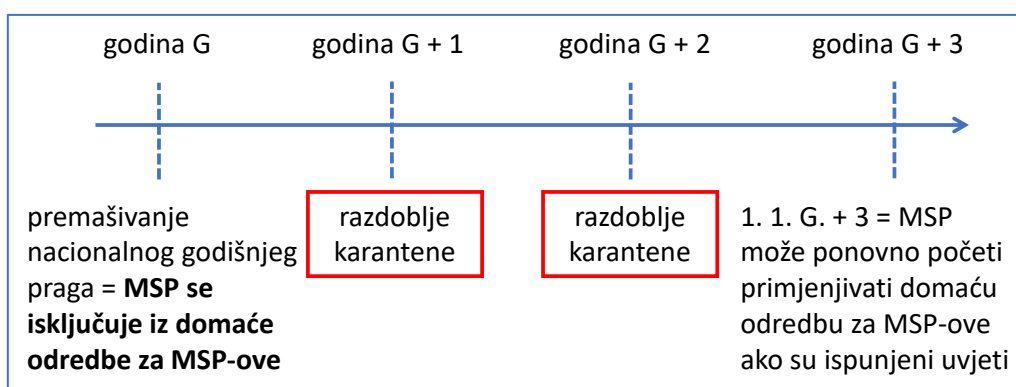 godina G
godina G + 1
godina G + 2
godina G + 3
premašivanje
nacionalnog godišnjeg
praga = MSP se
isključuje iz domaće
odredbe za MSP-ove
razdoblje
karantene
razdoblje
karantene
1. 1. G. + 3 = MSP
može ponovno početi
primjenjivati domaću
odredbu za MSP-ove
ako su ispunjeni uvjeti